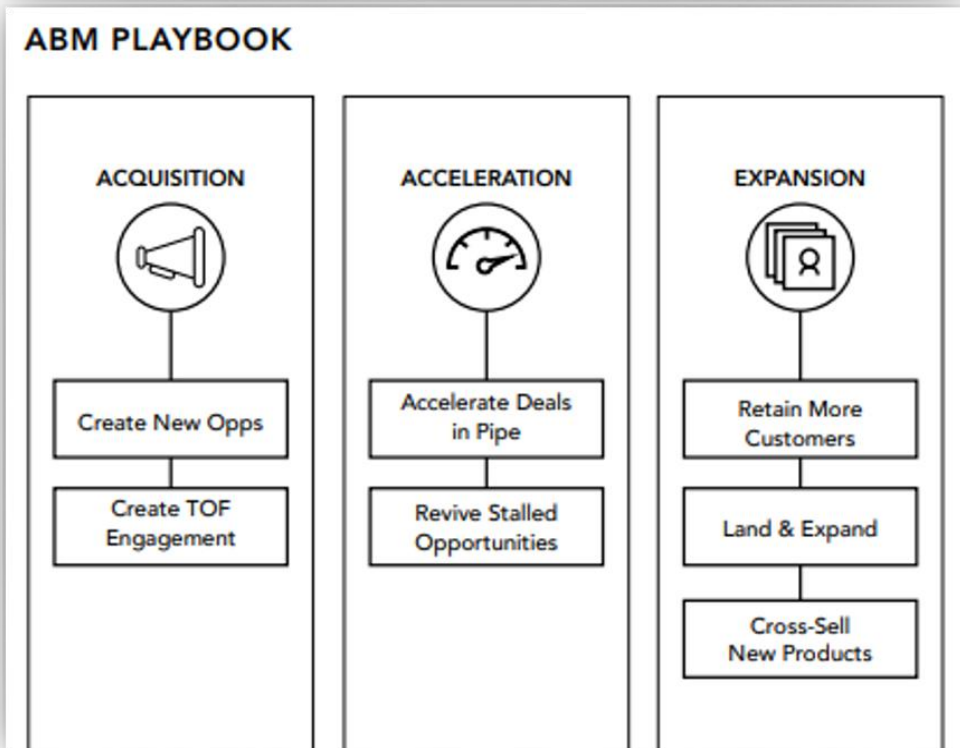 ABM PLAYBOOK
ACQUISITION
Create New Opps
Create TOF
Engagement
ACCELERATION
Accelerate Deals
in Pipe
Revive Stalled
Opportunities
EXPANSION
Retain More
Customers
Land & Expand
Cross-Sell
New Products